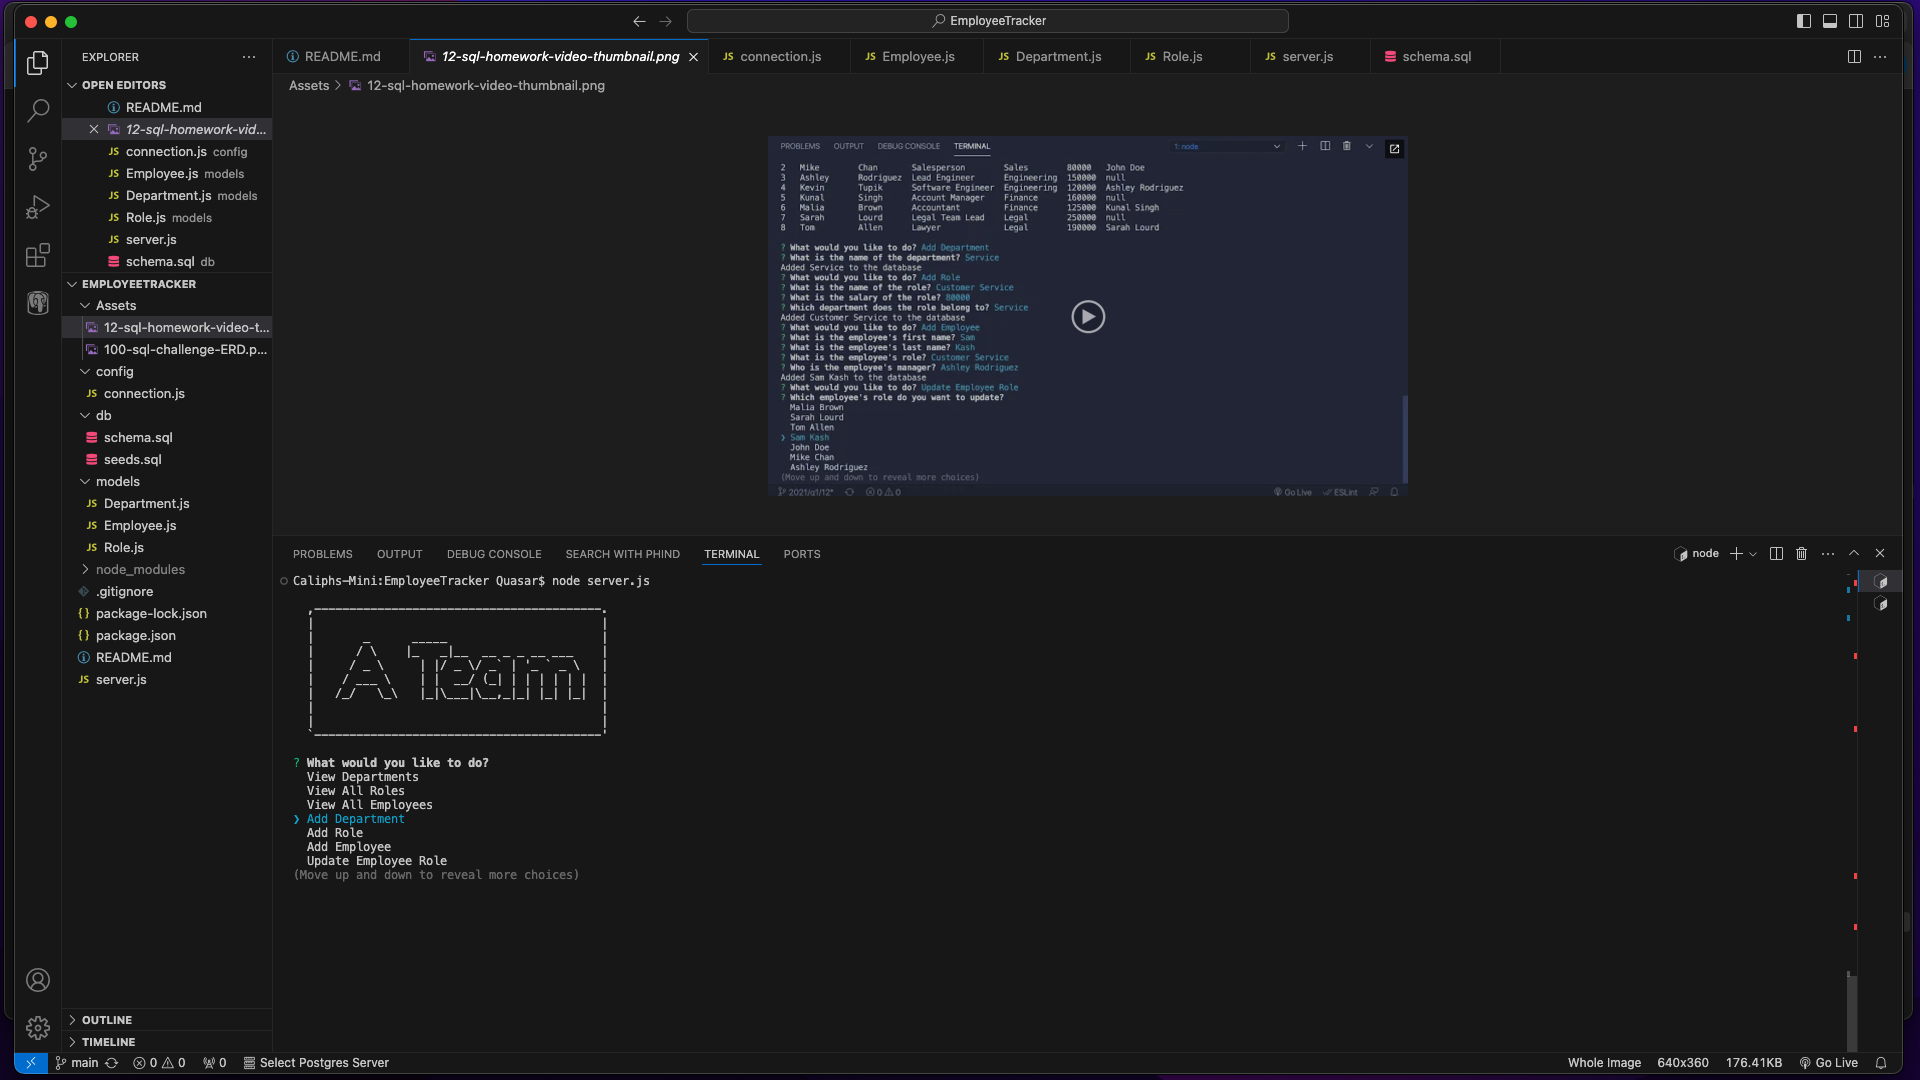 EmployeeTracker
EXPLORER
OPEN EDITORS
README.md
12-sql-homework-vid...
connection.js config
Employee.js models
Department.js models
Role.js models
server.js
schema.sql db
EMPLOYEETRACKER
Assets
12-sql-homework-video-t...
100-sql-challenge-ERD.p...
config
connection.js
db
schema.sql
seeds.sql
models
Department.js
Employee.js
Role.js
node_modules
.gitignore
package-lock.json
package.json
README.md
server.js
OUTLINE
TIMELINE
README.md
12-sql-homework-video-thumbnail.png
connection.js
Employee.js
Department.js
Role.js
server.js
schema.sql
Assets > 12-sql-homework-video-thumbnail.png
PROBLEMS OUTPUT DEBUG CONSOLE TERMINAL 1: node
2 Mike Chan Salesperson Sales 80000 John Doe
3 Ashley Rodriguez Lead Engineer Engineering 150000 null
4 Kevin Tupik Software Engineer Engineering 120000 Ashley Rodriguez
5 Kunal Singh Account Manager Finance 160000 null
6 Malia Brown Accountant Finance 125000 Kunal Singh
7 Sarah Lourd Legal Team Lead Legal 250000 null
8 Tom Allen Lawyer Legal 190000 Sarah Lourd
? What would you like to do? Add Department
? What is the name of the department? Service
Added Service to the database
? What would you like to do? Add Role
? What is the name of the role? Customer Service
? What is the salary of the role? 80000
? Which department does the role belong to? Service
Added Customer Service to the database
? What would you like to do? Add Employee
? What is the employee's first name? Sam
? What is the employee's last name? Kash
? What is the employee's role? Customer Service
? Who is the employee's manager? Ashley Rodriguez
Added Sam Kash to the database
? What would you like to do? Update Employee Role
? Which employee's role do you want to update?
Malia Brown
Sarah Lourd
Tom Allen
❯ Sam Kash
John Doe
Mike Chan
Ashley Rodriguez
(Move up and down to reveal more choices)
2021/q1/12* 0 0 Go Live ESLint
PROBLEMS OUTPUT DEBUG CONSOLE SEARCH WITH PHIND TERMINAL PORTS node
Caliphs-Mini:EmployeeTracker Quasar$ node server.js
A Team
? What would you like to do?
View Departments
View All Roles
View All Employees
❯ Add Department
Add Role
Add Employee
Update Employee Role
(Move up and down to reveal more choices)
main 0 0 0 Select Postgres Server Whole Image 640x360 176.41KB Go Live